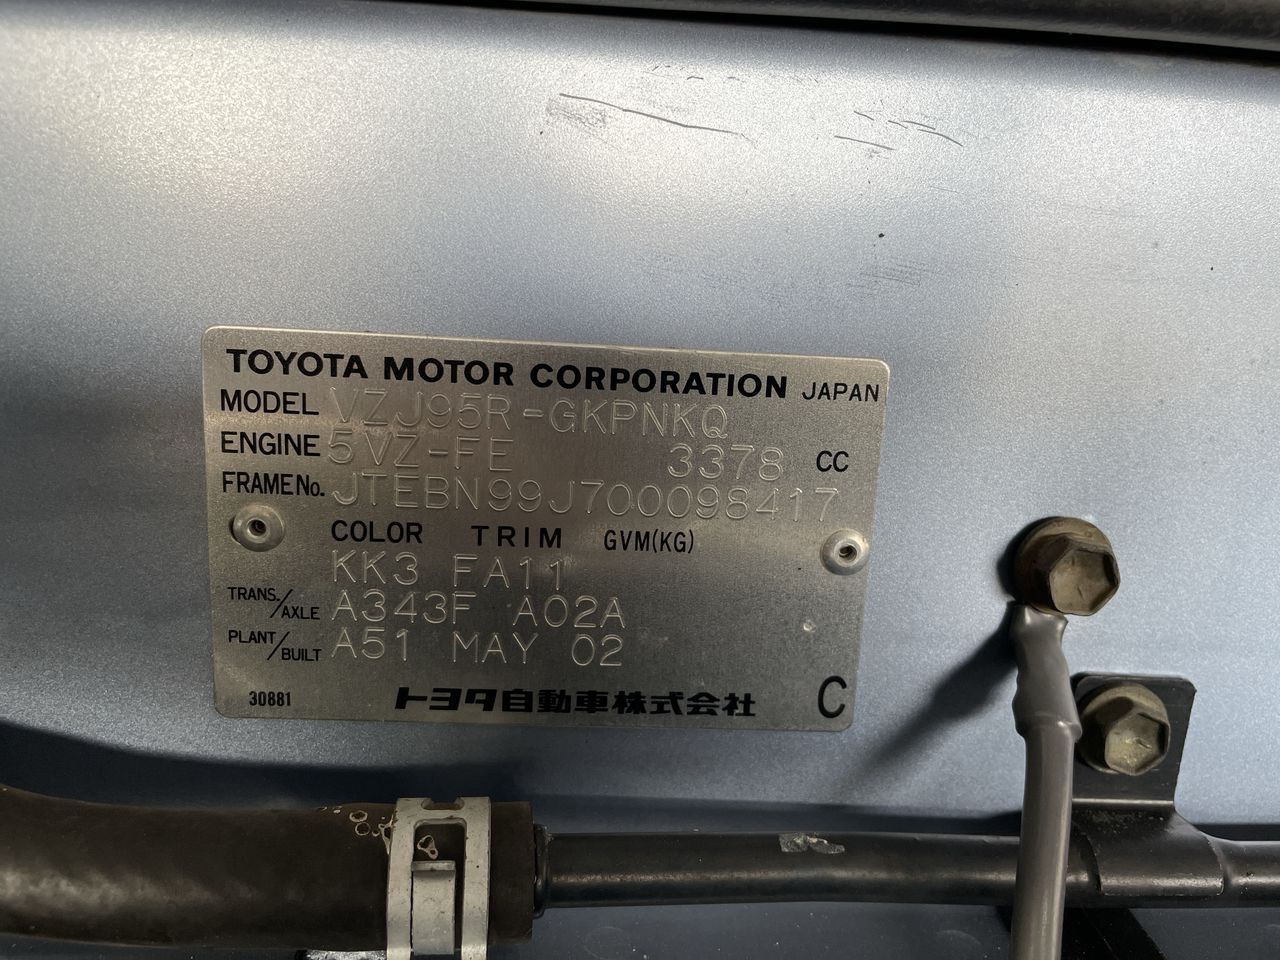 TOYOTA MOTOR CORPORATION JAPAN
MODEL VZJ95R-GKPNKQ
ENGINE 5VZ-FE 3378 CC
FRAME No. JTEBN99J700098417
COLOR TRIM GVM(KG)
KK3 FA11
TRANS./AXLE A343F A02A
PLANT/BUILT A51 MAY 02
30881 トヨタ自動車株式会社 C